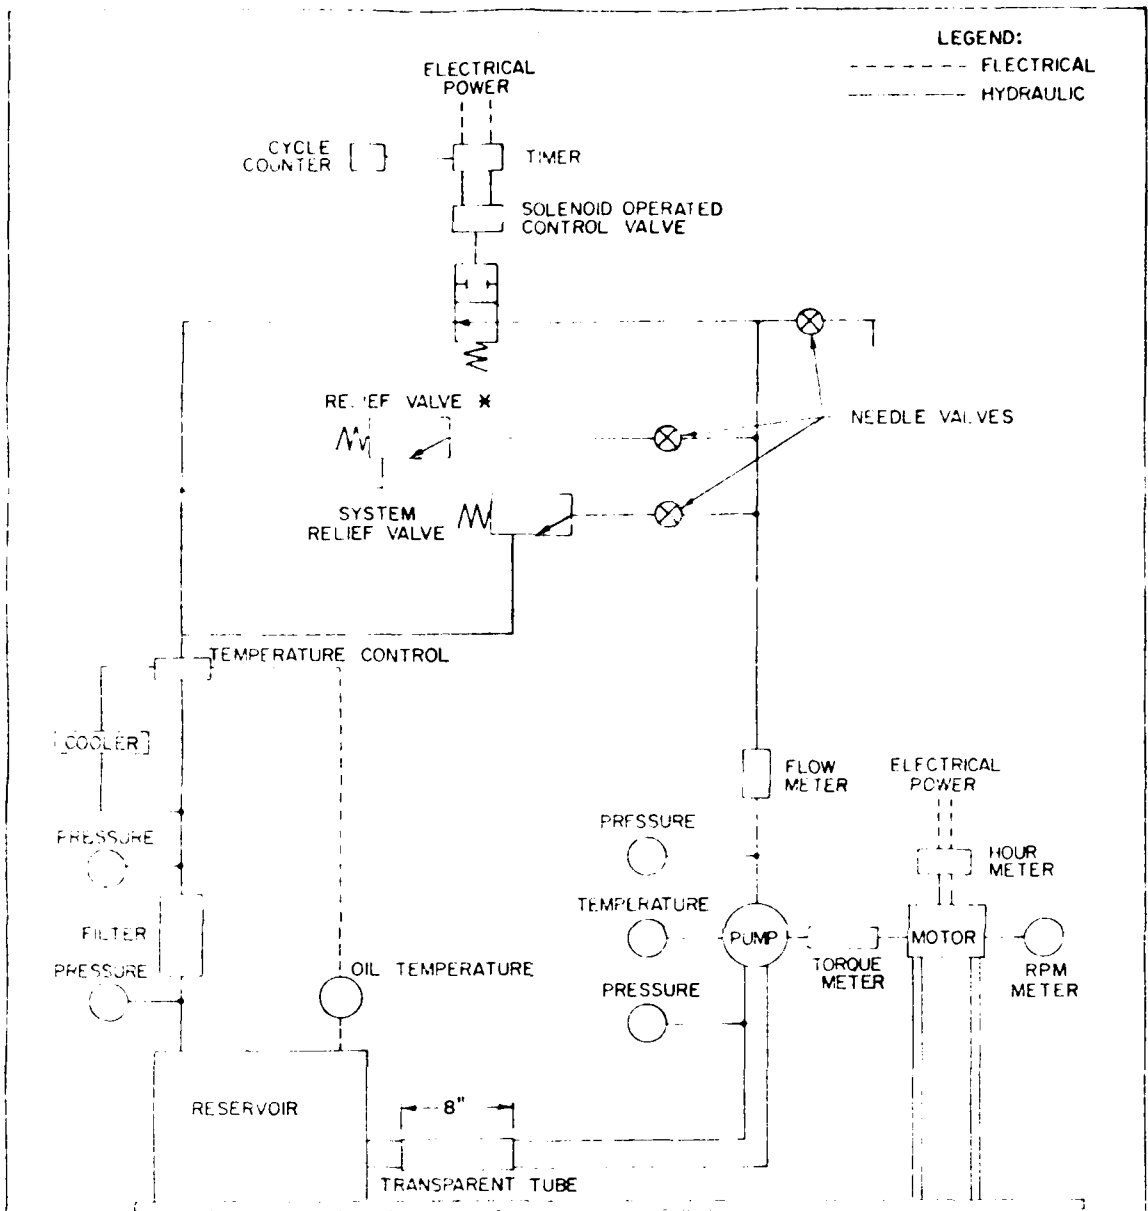 LEGEND:
ELECTRICAL
HYDRAULIC
ELECTRICAL
POWER
CYCLE
COUNTER
TIMER
SOLENOID OPERATED
CONTROL VALVE
RELIEF VALVE *
NEEDLE VALVES
SYSTEM
RELIEF VALVE
TEMPERATURE CONTROL
COOLER
FLOW
METER
ELECTRICAL
POWER
PRESSURE
PRESSURE
HOUR
METER
TEMPERATURE
FILTER
PUMP
MOTOR
PRESSURE
OIL TEMPERATURE
TORQUE
METER
RPM
METER
PRESSURE
RESERVOIR
8"
TRANSPARENT TUBE